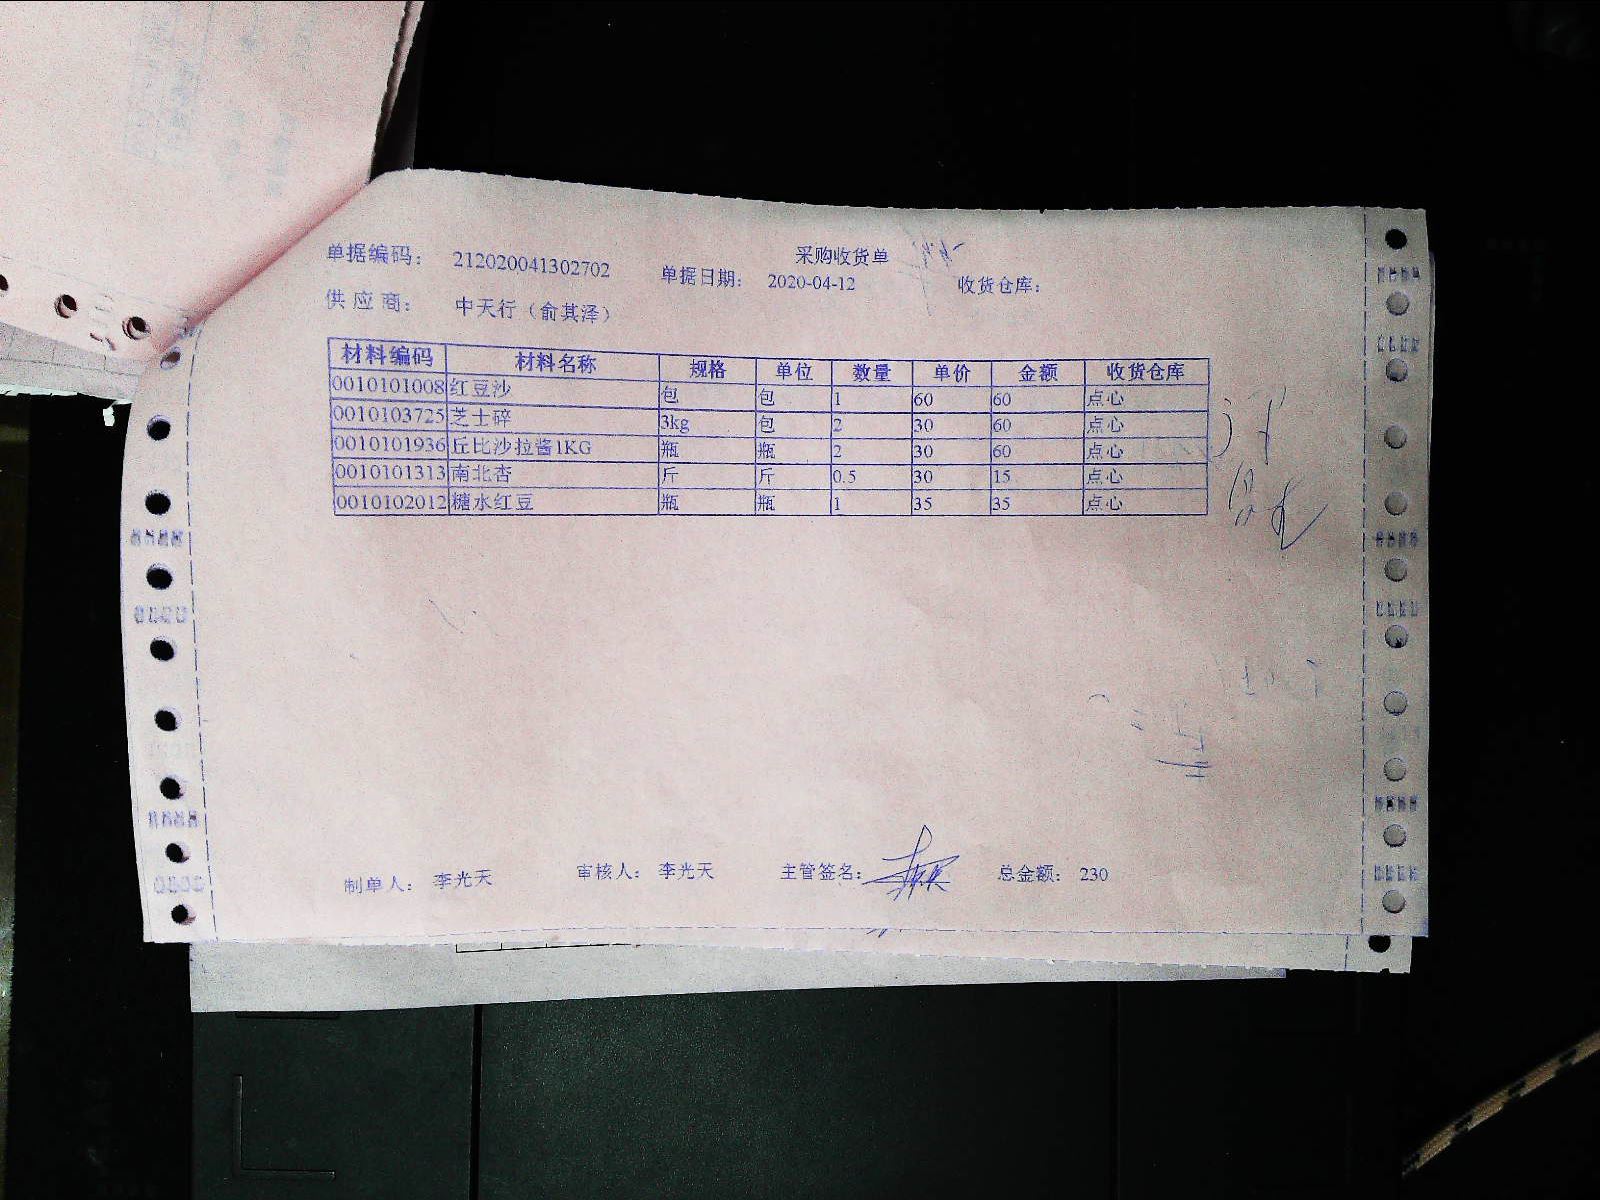 采购收货单
单据编码： 212020041302702 单据日期： 2020-04-12 收货仓库：
供 应 商： 中天行（俞其泽）
材料编码 材料名称 规格 单位 数量 单价 金额 收货仓库
0010101008 红豆沙 包 包 1 60 60 点心
0010103725 芝士碎 3kg 包 2 30 60 点心
0010101936 丘比沙拉酱1KG 瓶 瓶 2 30 60 点心
0010101313 南北杏 斤 斤 0.5 30 15 点心
0010102012 糖水红豆 瓶 瓶 1 35 35 点心
制单人： 李光天 审核人： 李光天 主管签名： 总金额： 230